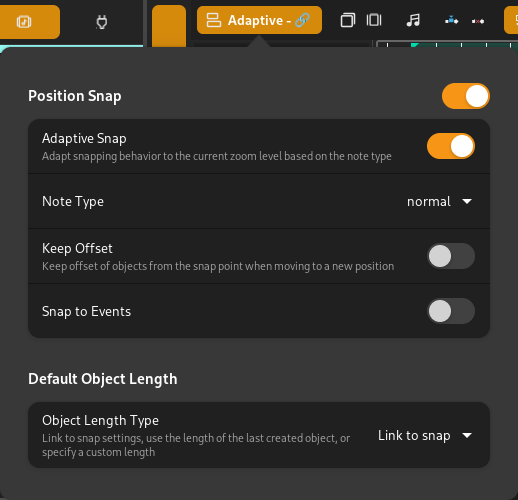 Adaptive -
Position Snap
Adaptive Snap
Adapt snapping behavior to the current zoom level based on the note type
Note Type
normal
Keep Offset
Keep offset of objects from the snap point when moving to a new position
Snap to Events
Default Object Length
Object Length Type
Link to snap settings, use the length of the last created object, or
specify a custom length
Link to snap